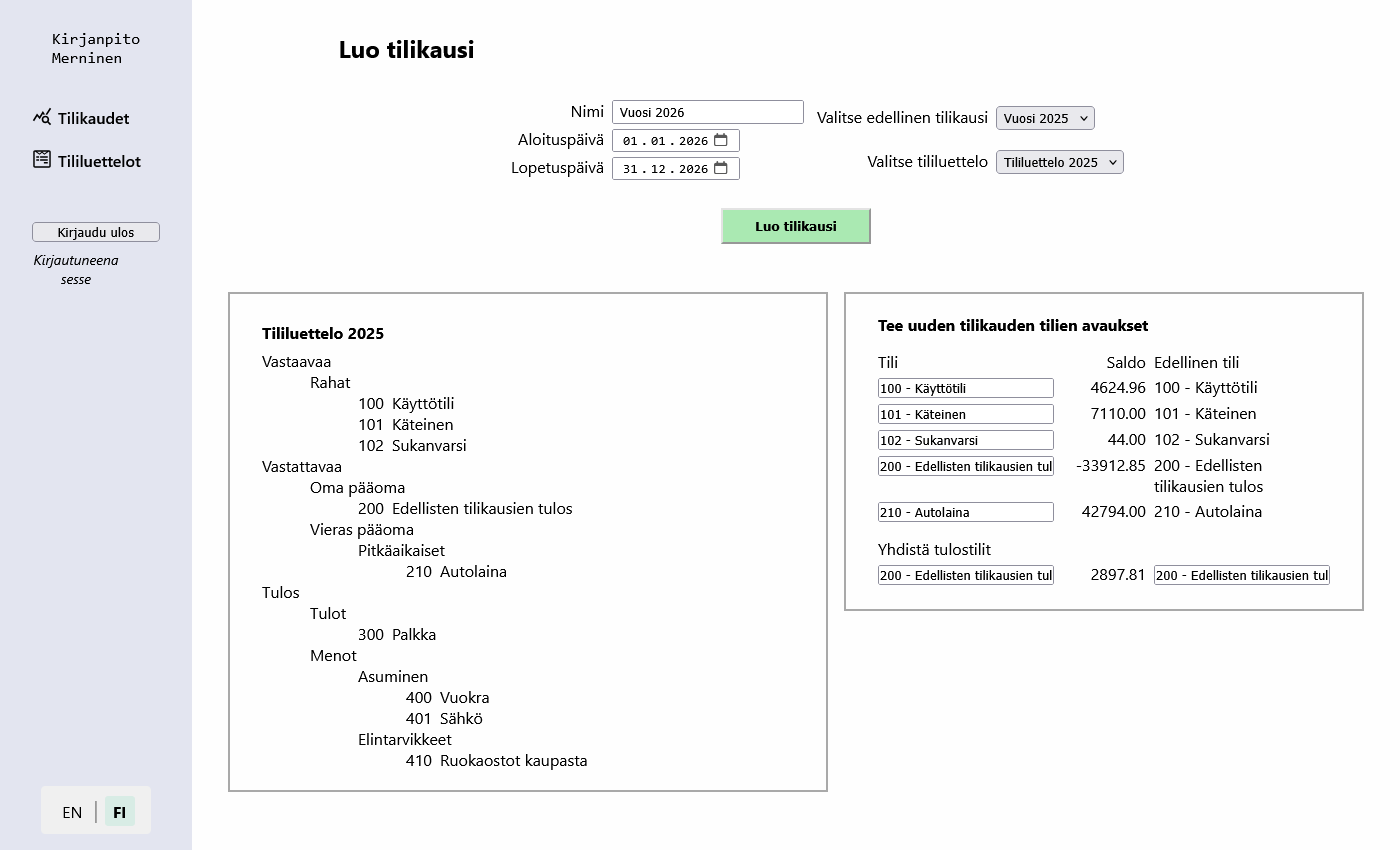 Kirjanpito
Merninen
Tilikaudet
Tililuettelot
Kirjaudu ulos
Kirjautuneena
sesse
EN | FI
Luo tilikausi
Nimi Vuosi 2026
Aloituspäivä 01.01.2026
Lopetuspäivä 31.12.2026
Valitse edellinen tilikausi Vuosi 2025
Valitse tililuettelo Tililuettelo 2025
Luo tilikausi
Tililuettelo 2025
Vastaavaa
Rahat
100 Käyttötili
101 Käteinen
102 Sukanvarsi
Vastattavaa
Oma pääoma
200 Edellisten tilikausien tulos
Vieras pääoma
Pitkäaikaiset
210 Autolaina
Tulos
Tulot
300 Palkka
Menot
Asuminen
400 Vuokra
401 Sähkö
Elintarvikkeet
410 Ruokaostot kaupasta
Tee uuden tilikauden tilien avaukset
Tili Saldo Edellinen tili
100 - Käyttötili 4624.96 100 - Käyttötili
101 - Käteinen 7110.00 101 - Käteinen
102 - Sukanvarsi 44.00 102 - Sukanvarsi
200 - Edellisten tilikausien tul -33912.85 200 - Edellisten
tilikausien tulos
210 - Autolaina 42794.00 210 - Autolaina
Yhdistä tulostilit
200 - Edellisten tilikausien tul 2897.81 200 - Edellisten tilikausien tul